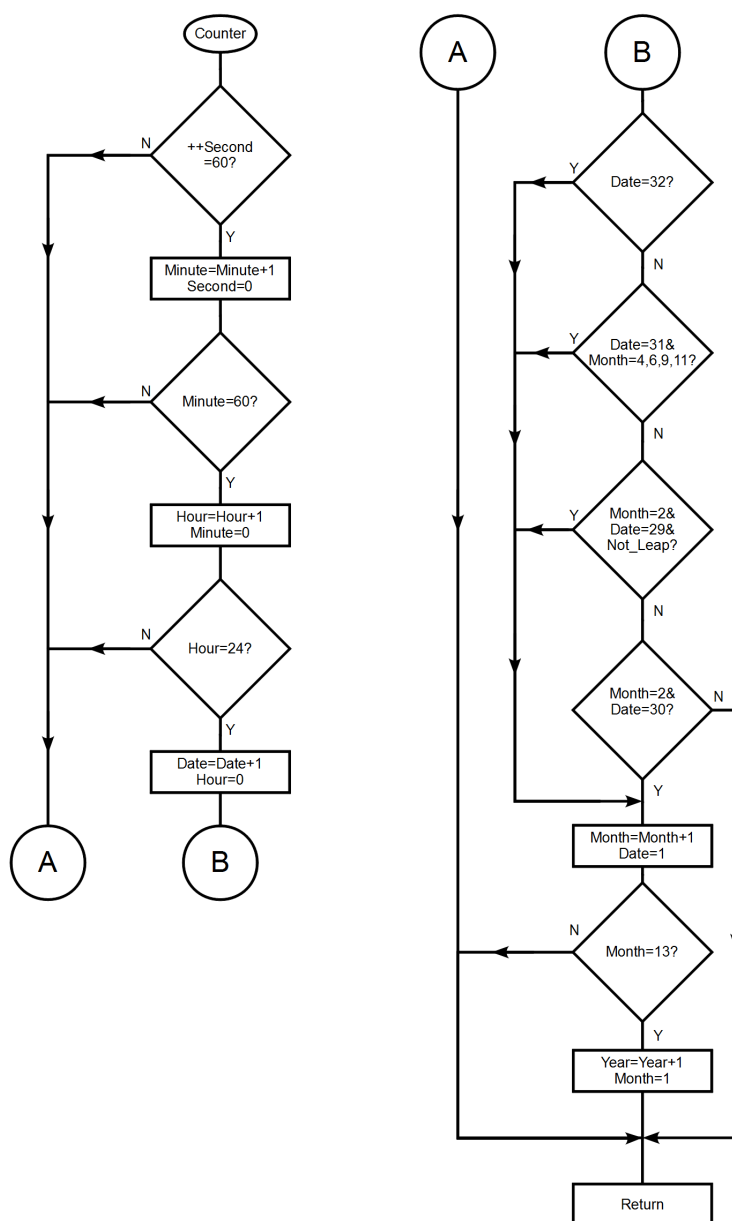 Counter
++Second
=60?
N
Y
Minute=Minute+1
Second=0
Minute=60?
N
Y
Hour=Hour+1
Minute=0
Hour=24?
N
Y
Date=Date+1
Hour=0
A
B
A
B
Date=32?
Y
N
Date=31&
Month=4,6,9,11?
Y
N
Month=2&
Date=29&
Not_Leap?
Y
N
Month=2&
Date=30?
N
Y
Month=Month+1
Date=1
Month=13?
N
Y
Year=Year+1
Month=1
Return